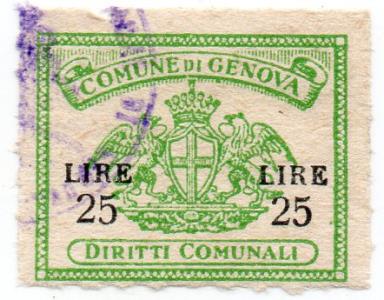 COMUNE DI GENOVA
LIRE LIRE
25 25
DIRITTI COMUNALI